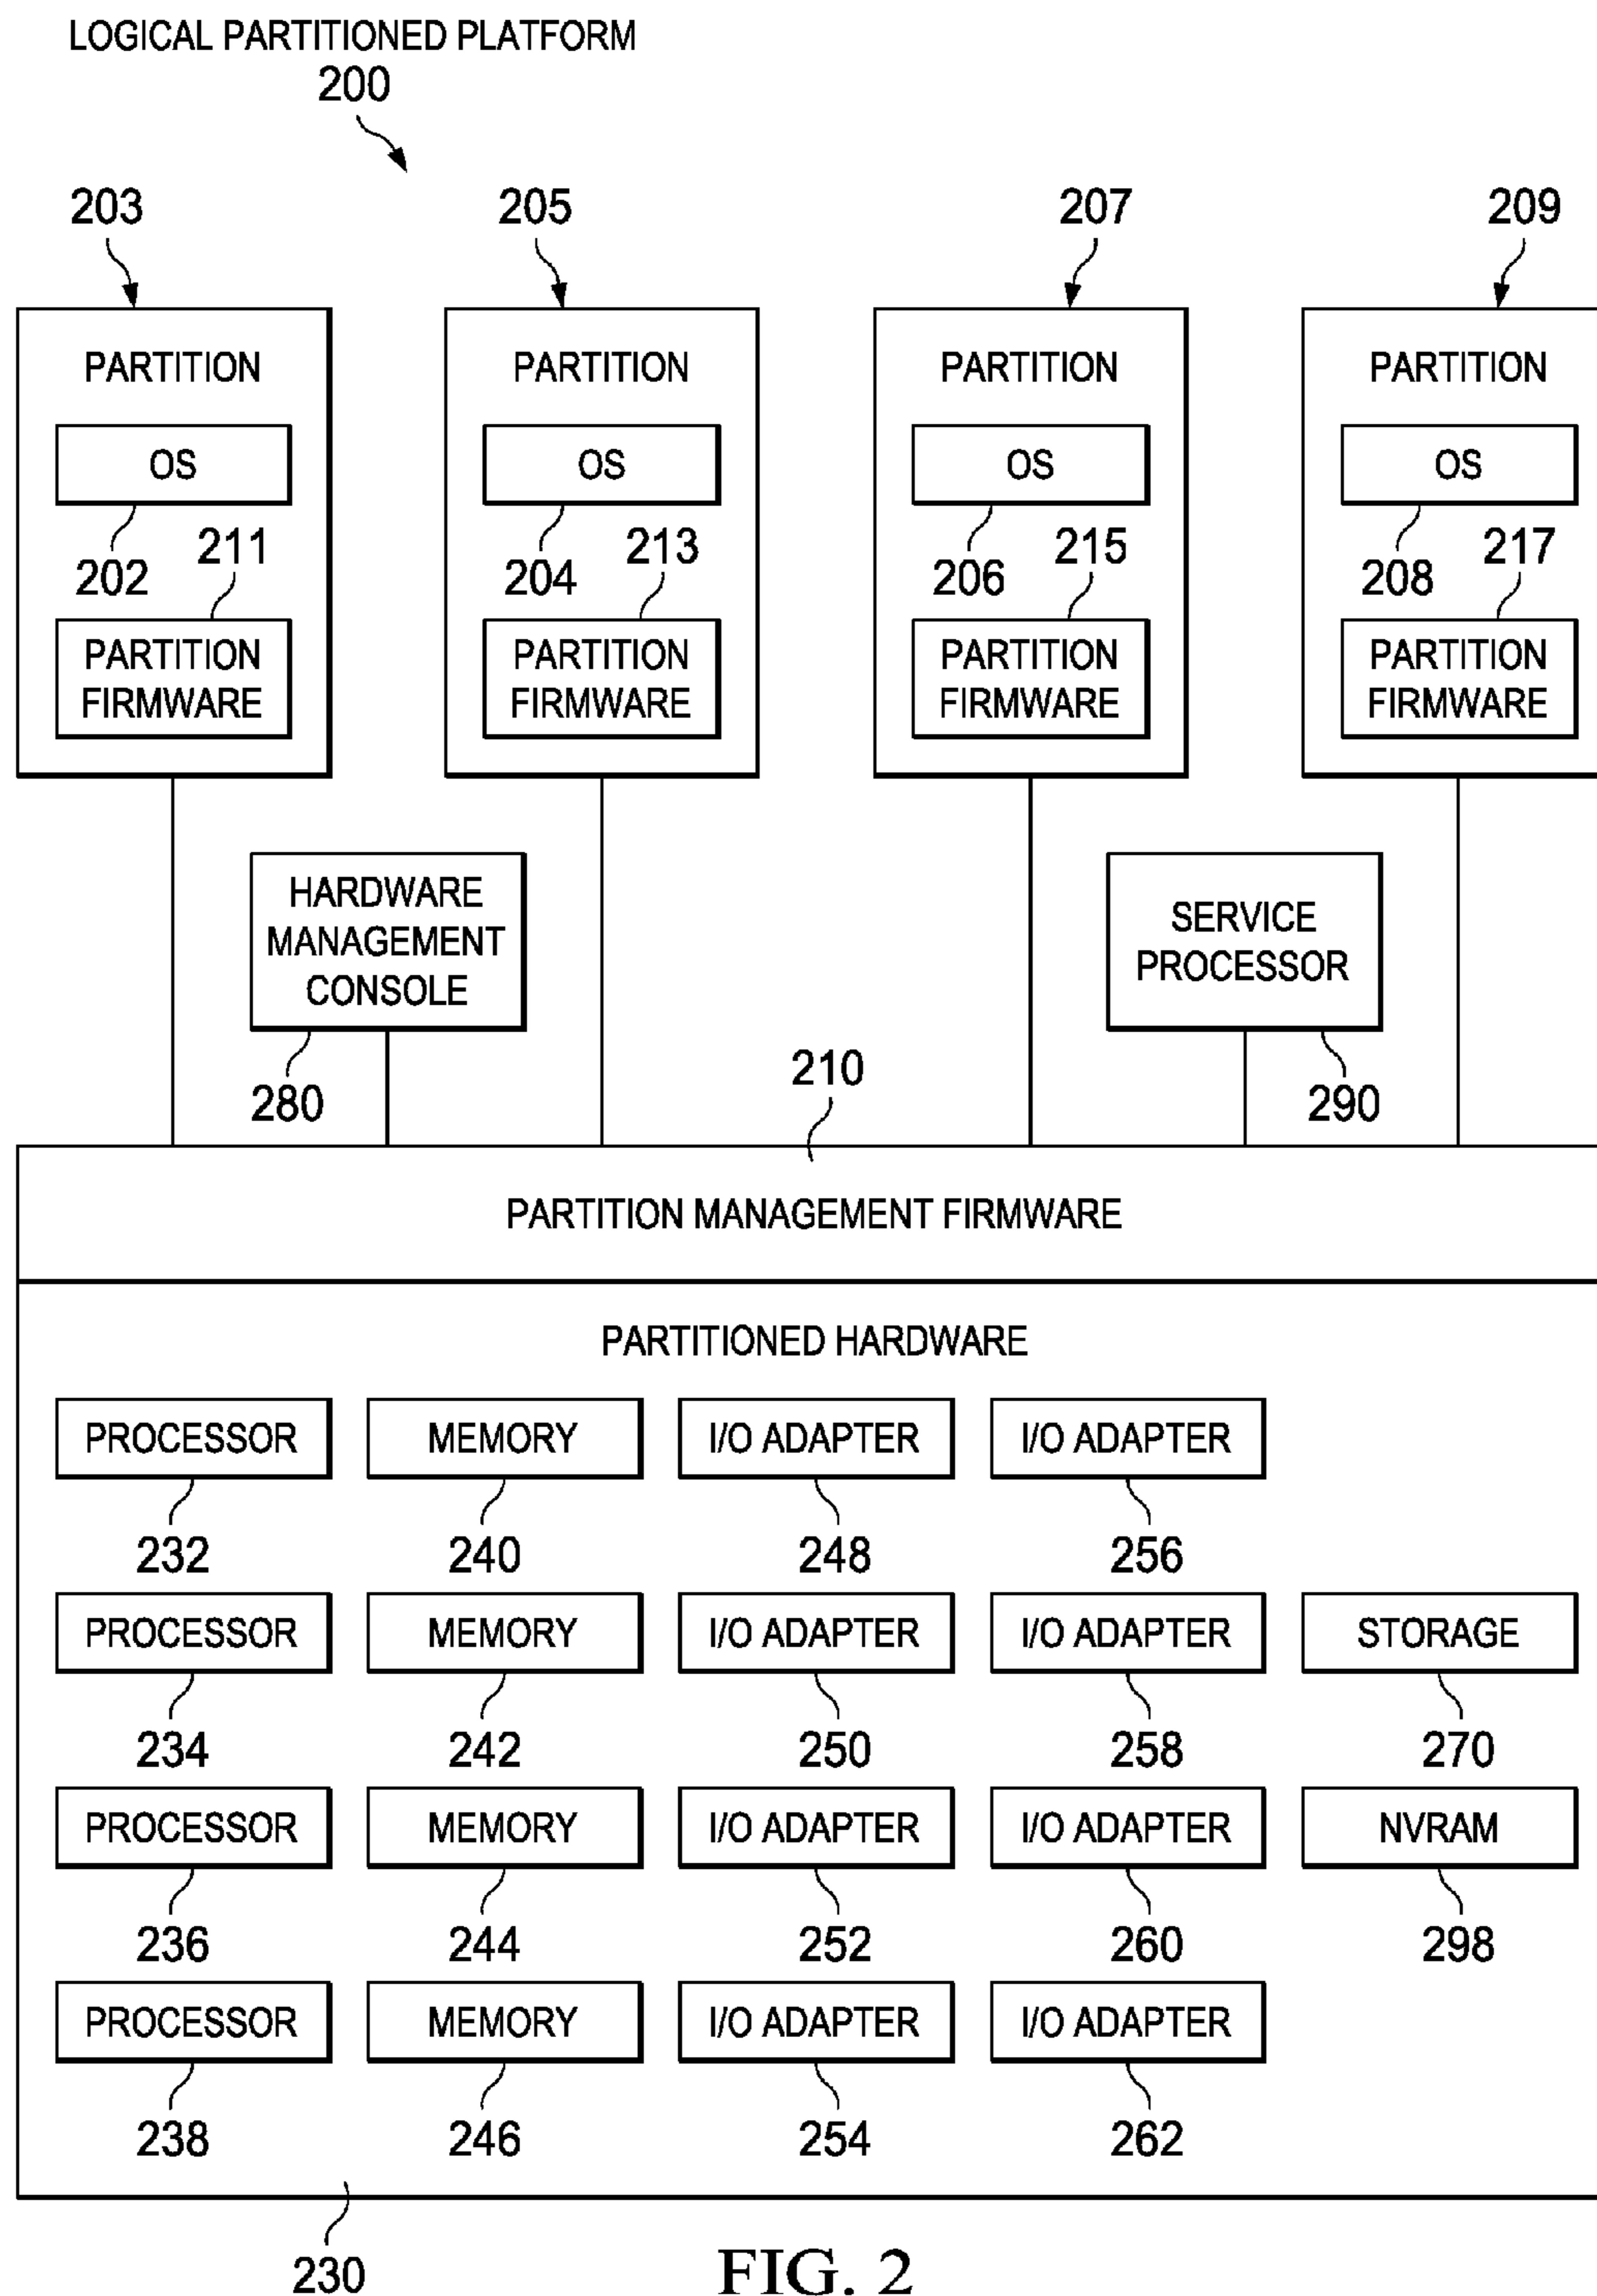 LOGICAL PARTITIONED PLATFORM
200
203 205 207 209
PARTITION PARTITION PARTITION PARTITION
OS OS OS OS
211 213 215 217
202 204 206 208
PARTITION PARTITION PARTITION PARTITION
FIRMWARE FIRMWARE FIRMWARE FIRMWARE
HARDWARE
MANAGEMENT
CONSOLE
280
SERVICE
PROCESSOR
290
210
PARTITION MANAGEMENT FIRMWARE
PARTITIONED HARDWARE
PROCESSOR MEMORY I/O ADAPTER I/O ADAPTER
232 240 248 256
PROCESSOR MEMORY I/O ADAPTER I/O ADAPTER STORAGE
234 242 250 258 270
PROCESSOR MEMORY I/O ADAPTER I/O ADAPTER NVRAM
236 244 252 260 298
PROCESSOR MEMORY I/O ADAPTER I/O ADAPTER
238 246 254 262
230
FIG. 2